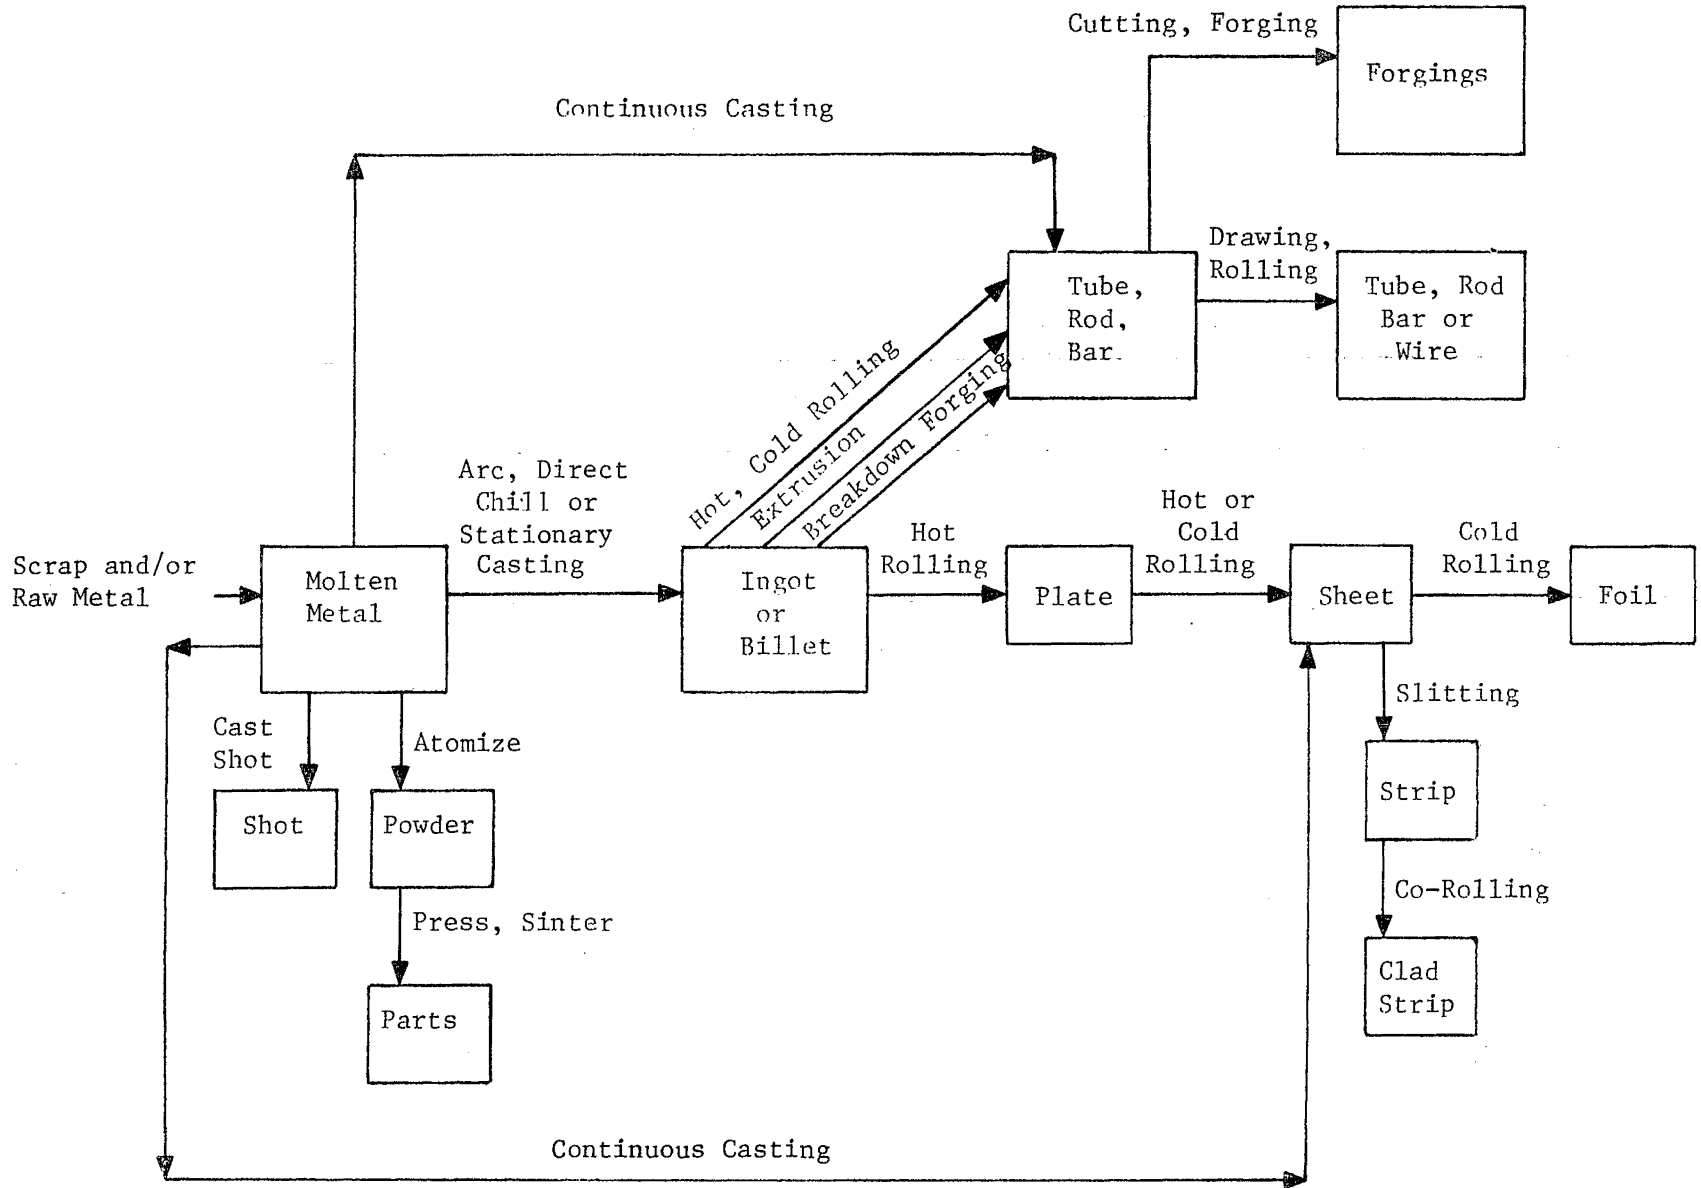 Cutting, Forging
Forgings
Continuous Casting
Drawing,
Rolling
Tube,
Rod,
Bar
Tube, Rod
Bar or
Wire
Hot, Cold Rolling
Extrusion
Breakdown Forging
Arc, Direct
Chill or
Stationary
Casting
Scrap and/or
Raw Metal
Molten
Metal
Ingot
or
Billet
Hot
Rolling
Plate
Hot or
Cold
Rolling
Sheet
Cold
Rolling
Foil
Cast
Shot
Atomize
Slitting
Shot
Powder
Strip
Press, Sinter
Co-Rolling
Parts
Clad
Strip
Continuous Casting